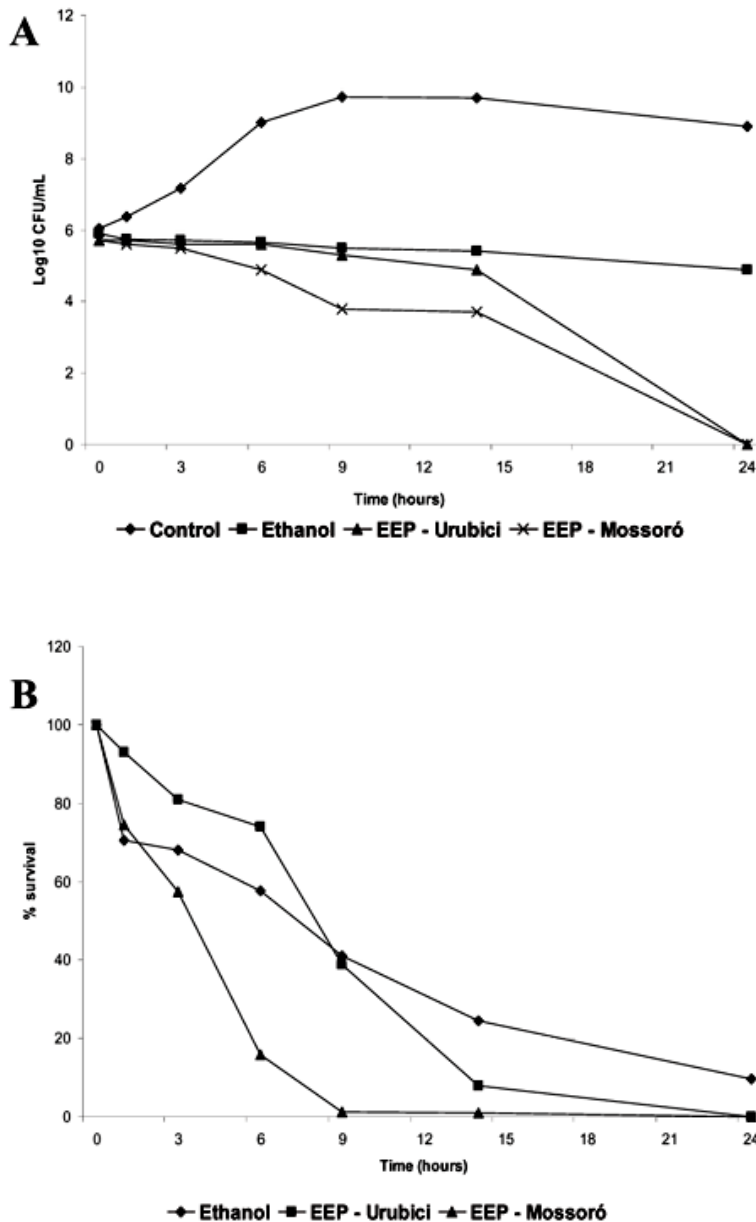 A
12
10
8
6
4
2
0
Log10 CFU/mL
0 3 6 9 12 15 18 21 24
Time (hours)
Control Ethanol EEP - Urubici EEP - Mossoró
B
120
100
80
60
40
20
0
% survival
0 3 6 9 12 15 18 21 24
Time (hours)
Ethanol EEP - Urubici EEP - Mossoró